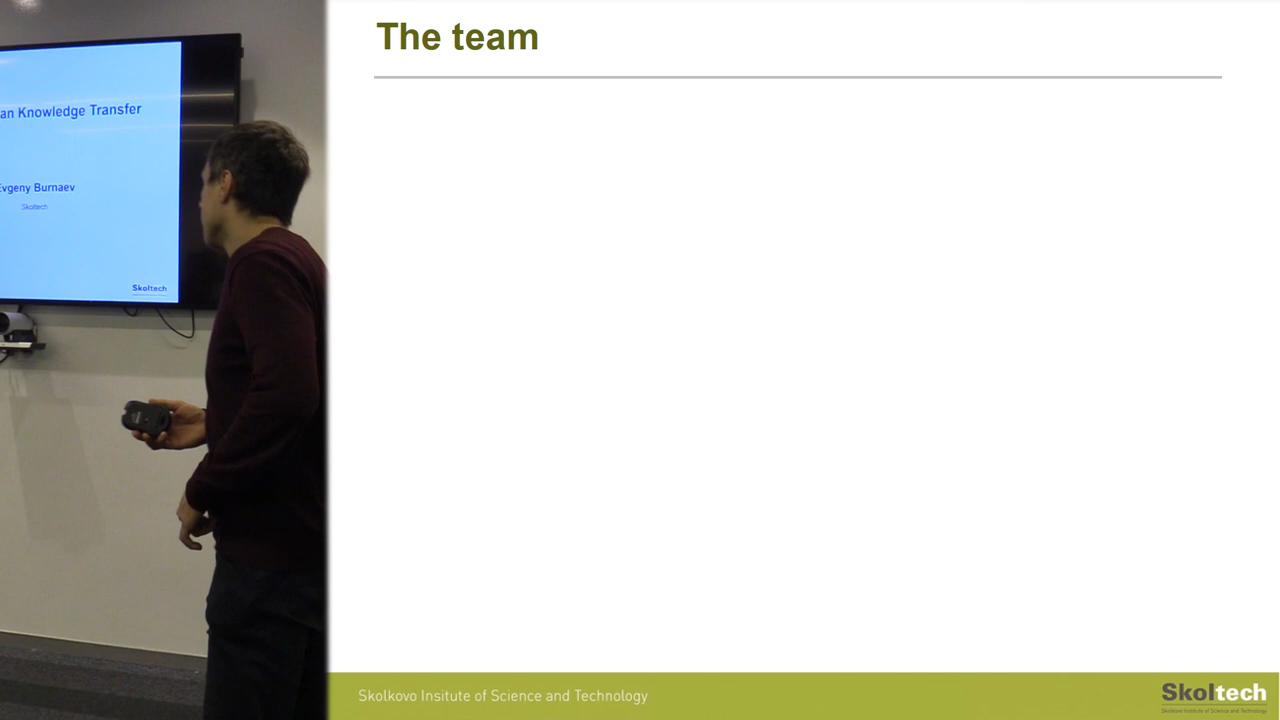 an Knowledge Transfer
Evgeny Burnaev
Skoltech
Skoltech
The team
Skolkovo Insitute of Science and Technology
Skoltech
Skolkovo Institute of Science and Technology